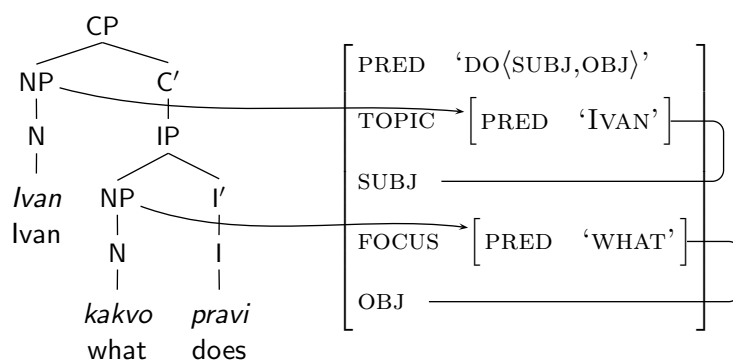 CP
NP C′
N IP
Ivan NP I′
Ivan N I
kakvo pravi
what does
PRED ‘DO⟨SUBJ,OBJ⟩’
TOPIC [PRED ‘IVAN’]
SUBJ
FOCUS [PRED ‘WHAT’]
OBJ